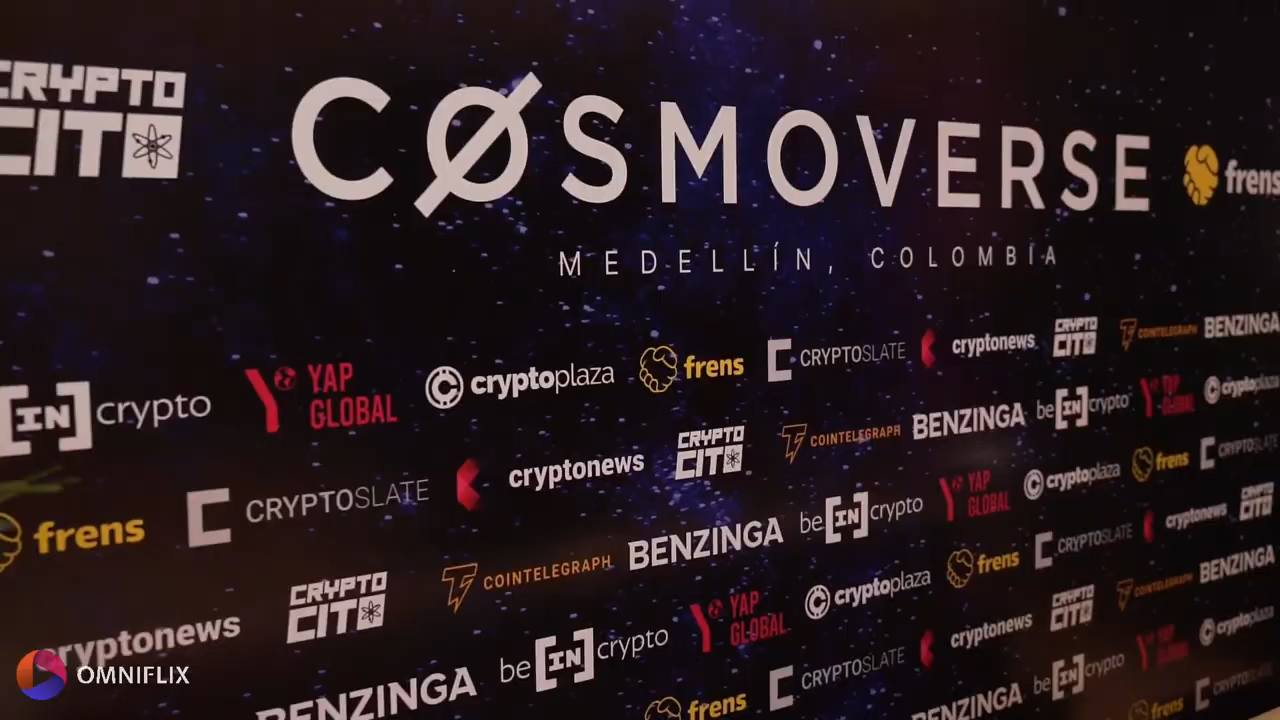 CRYPTO
CITO
CØSMOVERSE
frens
MEDELLÍN, COLOMBIA
[IN]crypto
YAP GLOBAL
cryptoplaza
frens
CRYPTOSLATE
cryptonews
CRYPTO CITO
COINTELEGRAPH
BENZINGA
frens
CRYPTOSLATE
cryptonews
CRYPTO CITO
COINTELEGRAPH
BENZINGA
be[IN]crypto
YAP GLOBAL
cryptoplaza
cryptonews
CRYPTO CITO
COINTELEGRAPH
BENZINGA
be[IN]crypto
YAP GLOBAL
cryptoplaza
frens
CRYPTOSLATE
BENZINGA
be[IN]crypto
YAP GLOBAL
cryptoplaza
frens
CRYPTOSLATE
cryptonews
CRYPTO CITO
frens
CRYPTOSLATE
cryptonews
CRYPTO CITO
COINTELEGRAPH
BENZINGA
BENZINGA
be[IN]crypto
YAP GLOBAL
cryptoplaza
frens
CRYPTOSLATE
OMNIFLIX